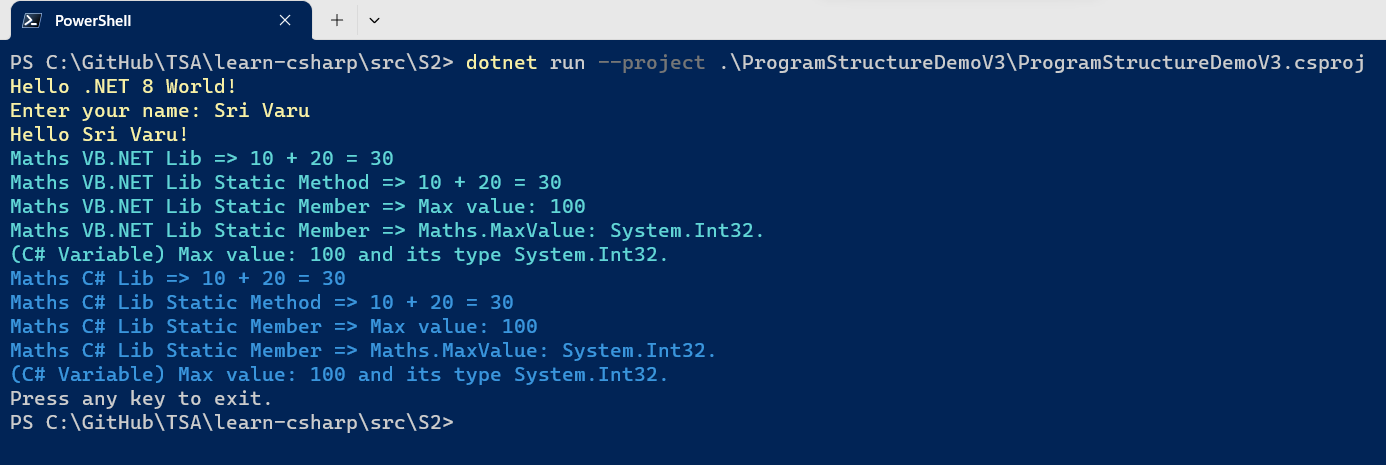 PowerShell
PS C:\GitHub\TSA\learn-csharp\src\S2> dotnet run --project .\ProgramStructureDemoV3\ProgramStructureDemoV3.csproj
Hello .NET 8 World!
Enter your name: Sri Varu
Hello Sri Varu!
Maths VB.NET Lib => 10 + 20 = 30
Maths VB.NET Lib Static Method => 10 + 20 = 30
Maths VB.NET Lib Static Member => Max value: 100
Maths VB.NET Lib Static Member => Maths.MaxValue: System.Int32.
(C# Variable) Max value: 100 and its type System.Int32.
Maths C# Lib => 10 + 20 = 30
Maths C# Lib Static Method => 10 + 20 = 30
Maths C# Lib Static Member => Max value: 100
Maths C# Lib Static Member => Maths.MaxValue: System.Int32.
(C# Variable) Max value: 100 and its type System.Int32.
Press any key to exit.
PS C:\GitHub\TSA\learn-csharp\src\S2>